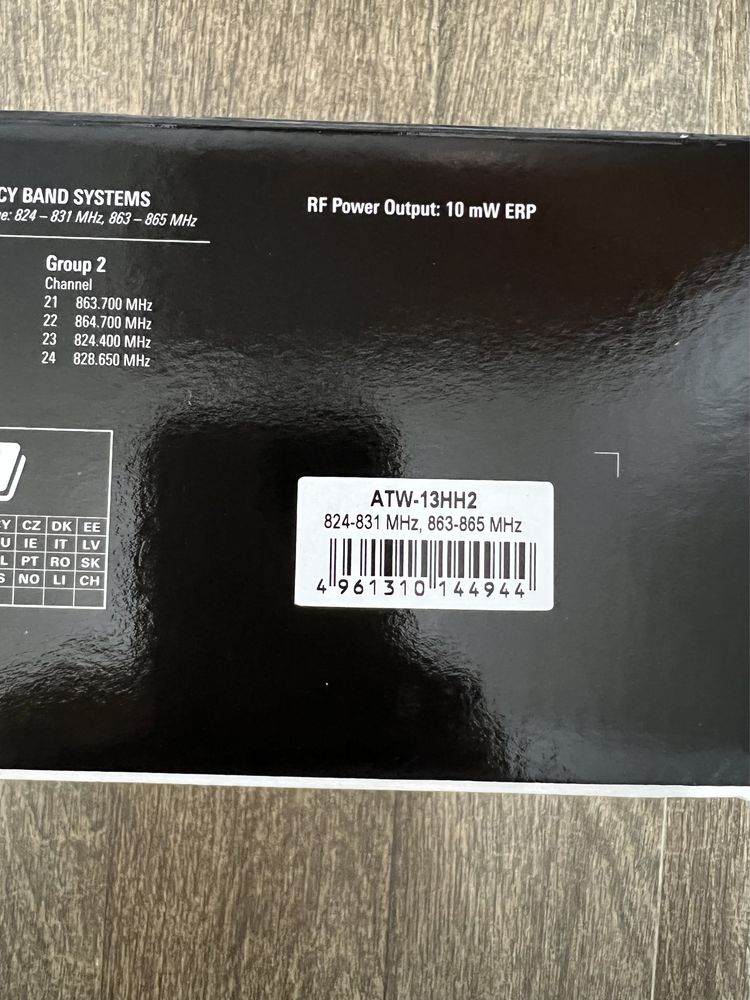 CY BAND SYSTEMS
e: 824 – 831 MHz, 863 – 865 MHz
RF Power Output: 10 mW ERP
Group 2
Channel
21 863.700 MHz
22 864.700 MHz
23 824.400 MHz
24 828.650 MHz
Y CZ DK EE
U IE IT LV
L PT RO SK
S NO LI CH
ATW-13HH2
824-831 MHz, 863-865 MHz
4 961310 144944